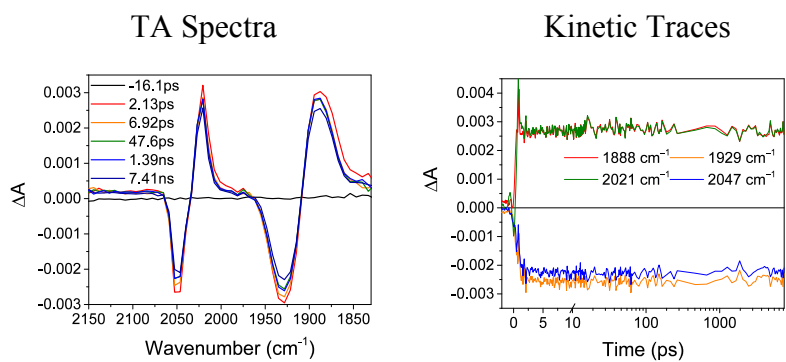 TA Spectra
Kinetic Traces
0.003
0.002
0.001
0.000
-0.001
-0.002
-0.003
ΔA
-16.1ps
2.13ps
6.92ps
47.6ps
1.39ns
7.41ns
2150 2100 2050 2000 1950 1900 1850
Wavenumber (cm⁻¹)
0.004
0.003
0.002
0.001
0.000
-0.001
-0.002
-0.003
ΔA
1888 cm⁻¹ 1929 cm⁻¹
2021 cm⁻¹ 2047 cm⁻¹
0 5 10 100 1000
Time (ps)